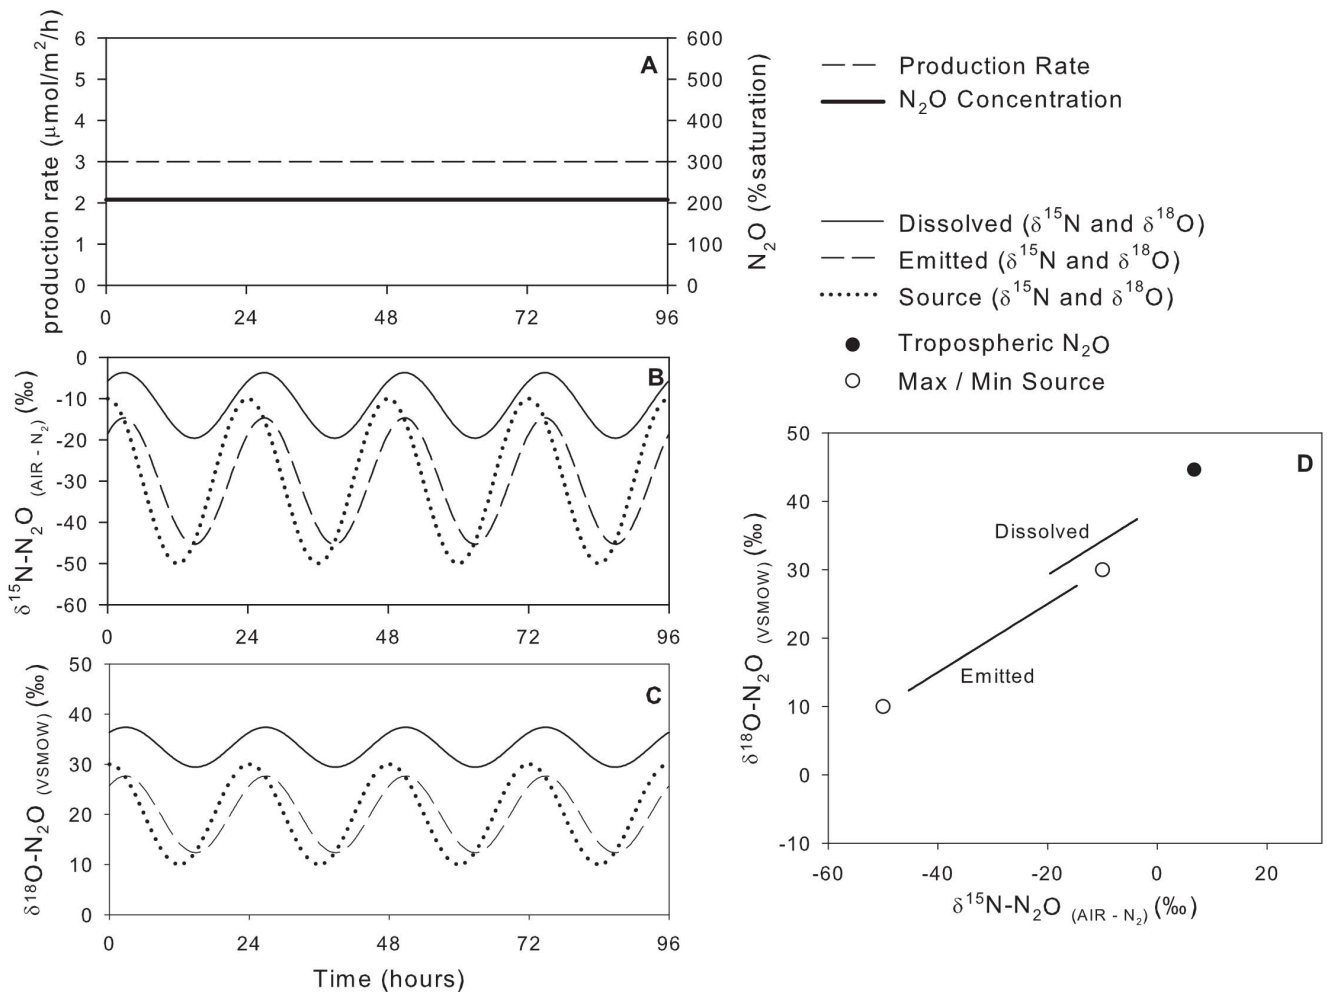 A
production rate (μmol/m²/h)
6
5
4
3
2
1
0
600
500
400
300
200
100
0
N₂O (%saturation)
0 24 48 72 96
Production Rate
N₂O Concentration
Dissolved (δ¹⁵N and δ¹⁸O)
Emitted (δ¹⁵N and δ¹⁸O)
Source (δ¹⁵N and δ¹⁸O)
Tropospheric N₂O
Max / Min Source
B
δ¹⁵N-N₂O (AIR - N₂) (‰)
0
-10
-20
-30
-40
-50
-60
0 24 48 72 96
C
δ¹⁸O-N₂O (VSMOW) (‰)
50
40
30
20
10
0
0 24 48 72 96
Time (hours)
D
δ¹⁸O-N₂O (VSMOW) (‰)
50
40
30
20
10
0
-10
Dissolved
Emitted
-60 -40 -20 0 20
δ¹⁵N-N₂O (AIR - N₂) (‰)